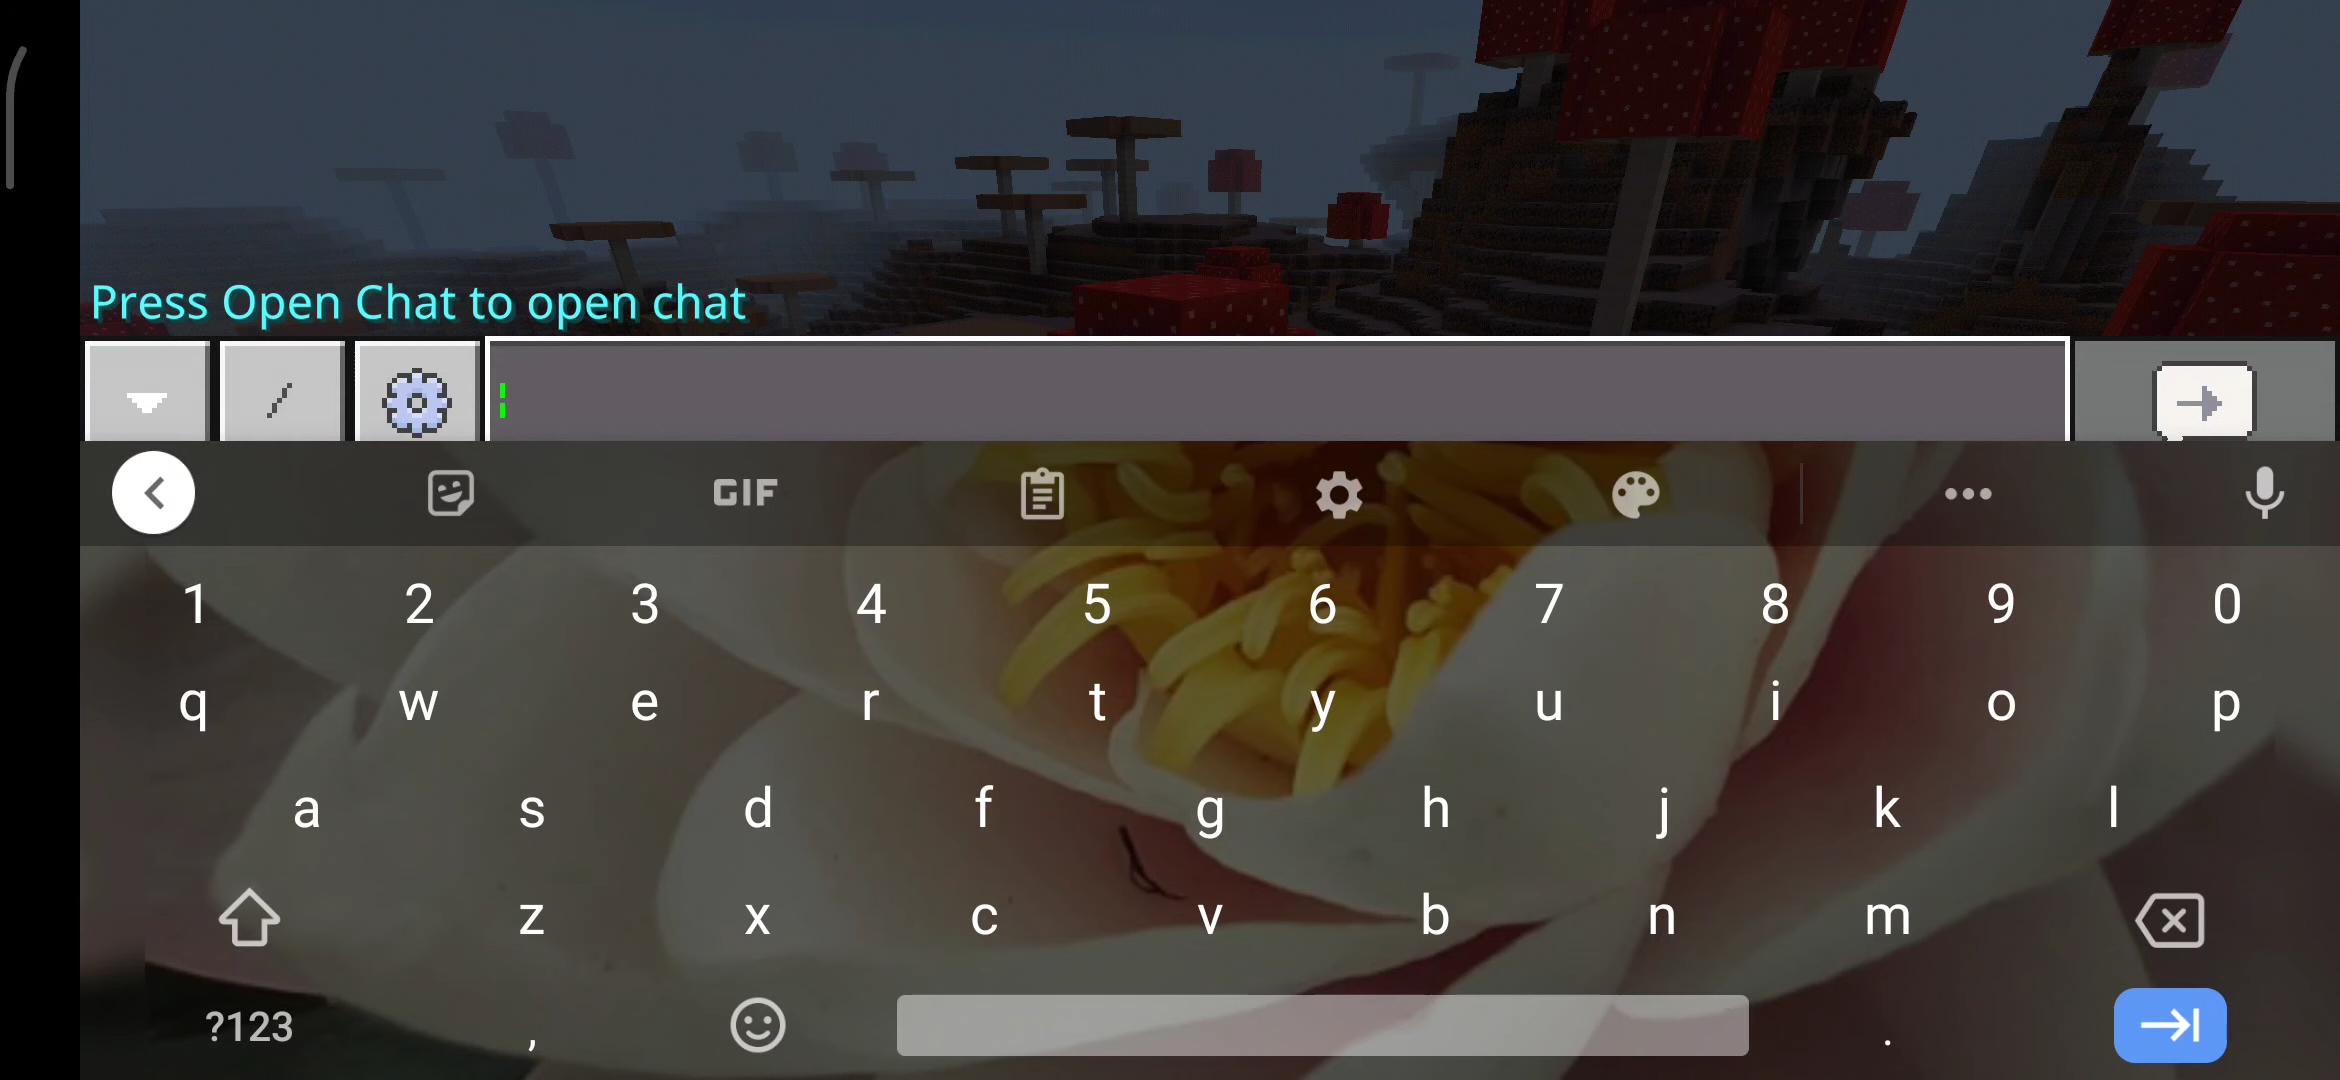 Press Open Chat to open chat
/
GIF
1 2 3 4 5 6 7 8 9 0
q w e r t y u i o p
a s d f g h j k l
z x c v b n m
?123 , .